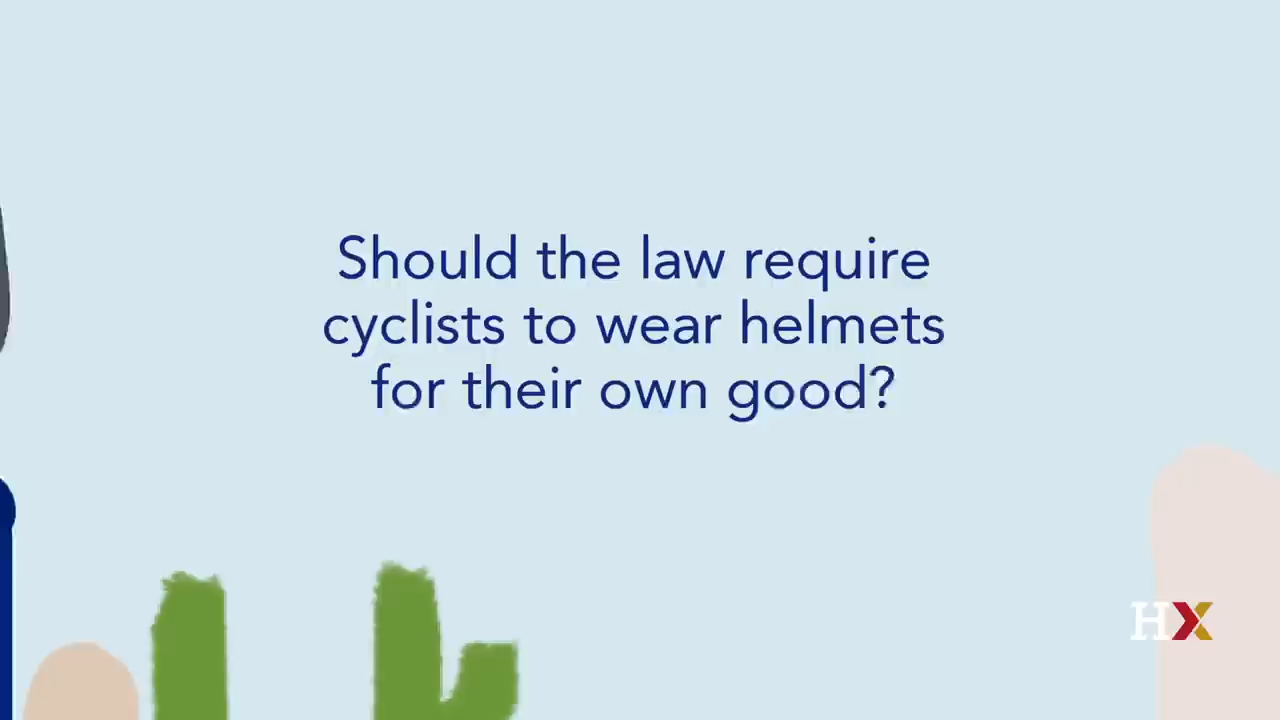 Should the law require
cyclists to wear helmets
for their own good?
HX